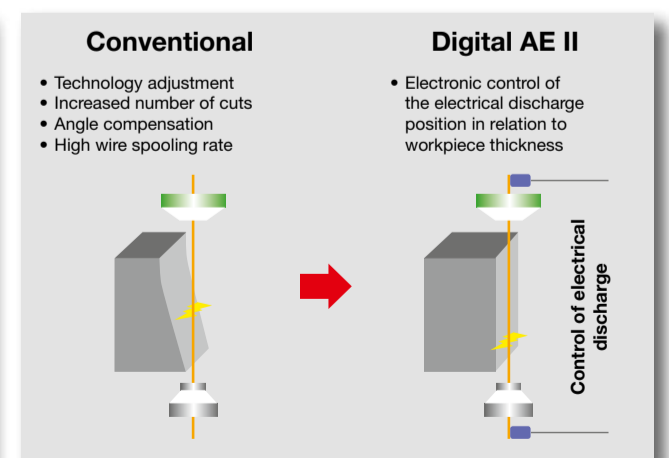 Conventional
• Technology adjustment
• Increased number of cuts
• Angle compensation
• High wire spooling rate
Digital AE II
• Electronic control of
the electrical discharge
position in relation to
workpiece thickness
Control of electrical
discharge